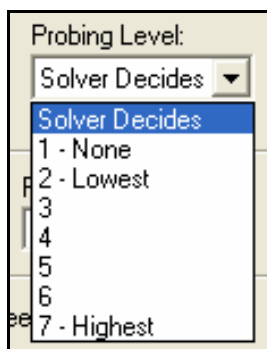 Probing Level:
Solver Decides
Solver Decides
1 - None
2 - Lowest
3
4
5
6
7 - Highest